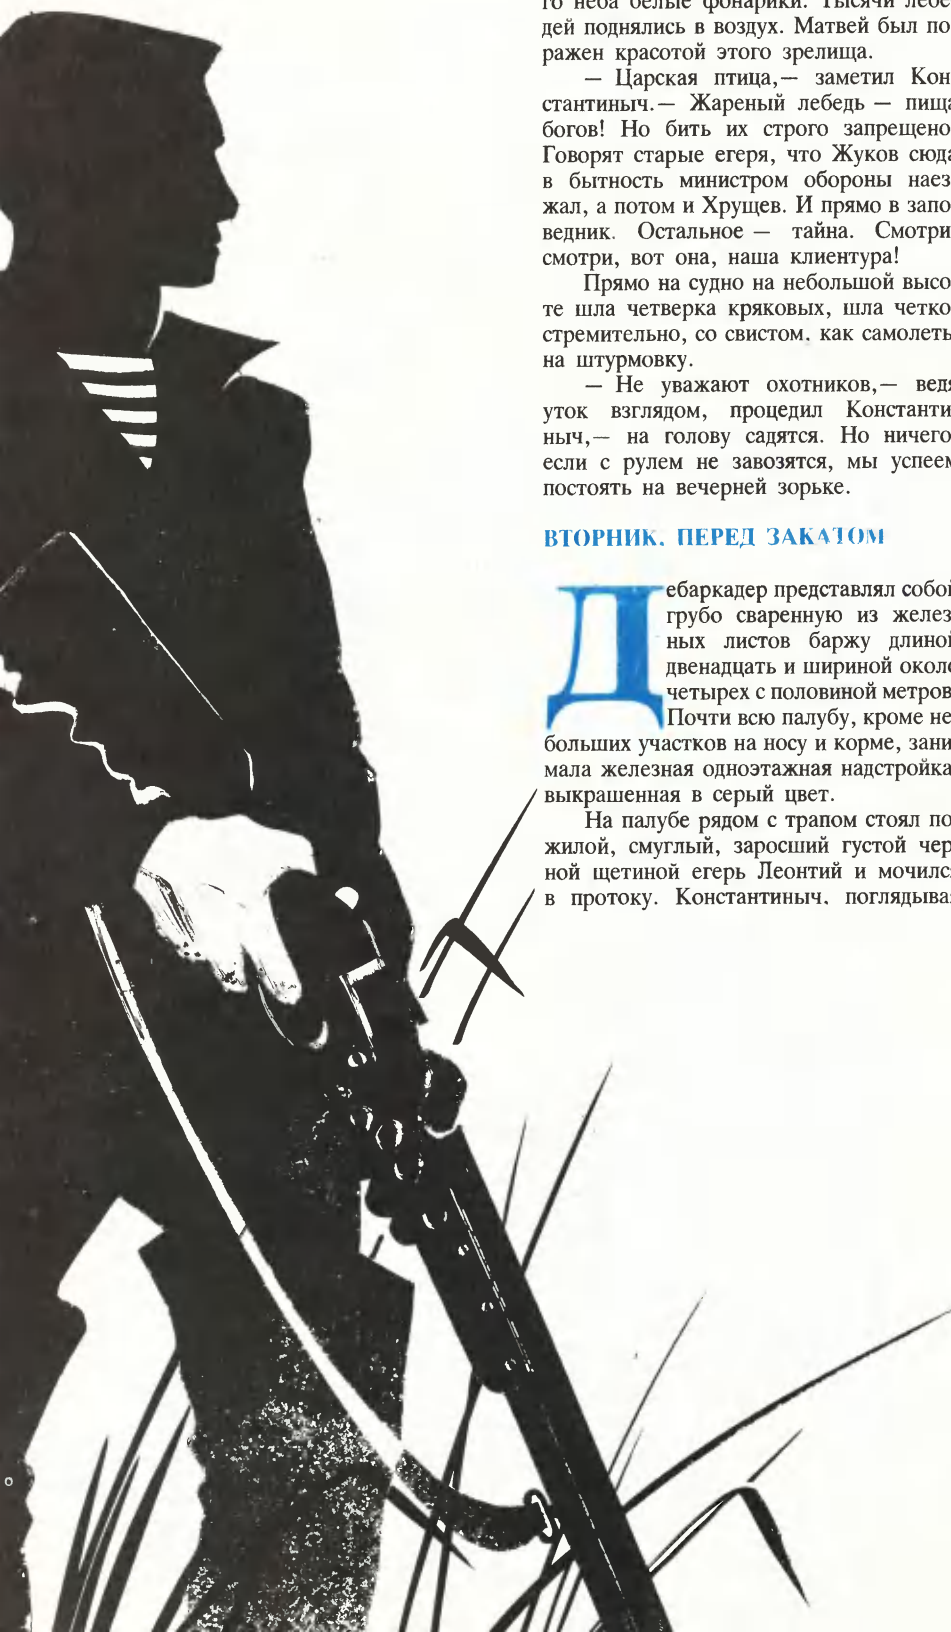 го неба белые фонарики. Тысячи лебе
дей поднялись в воздух. Матвей был по
ражен красотой этого зрелища.
— Царская птица,— заметил Кон
стантиныч.— Жареный лебедь — пища
богов! Но бить их строго запрещено
Говорят старые егеря, что Жуков сюда
в бытность министром обороны наез
жал, а потом и Хрущев. И прямо в запо
ведник. Остальное — тайна. Смотри
смотри, вот она, наша клиентура!
Прямо на судно на небольшой высо
те шла четверка кряковых, шла четко
стремительно, со свистом, как самолеты
на штурмовку.
— Не уважают охотников,— ведя
уток взглядом, процедил Константи
ныч,— на голову садятся. Но ничего
если с рулем не завозятся, мы успеем
постоять на вечерней зорьке.
ВТОРНИК. ПЕРЕД ЗАКАТОМ
Дебаркадер представлял собой
грубо сваренную из желез
ных листов баржу длиной
двенадцать и шириной около
четырех с половиной метров
Почти всю палубу, кроме не
больших участков на носу и корме, зани
мала железная одноэтажная надстройка
выкрашенная в серый цвет.
На палубе рядом с трапом стоял по
жилой, смуглый, заросший густой чер
ной щетиной егерь Леонтий и мочился
в протоку. Константиныч, поглядывая